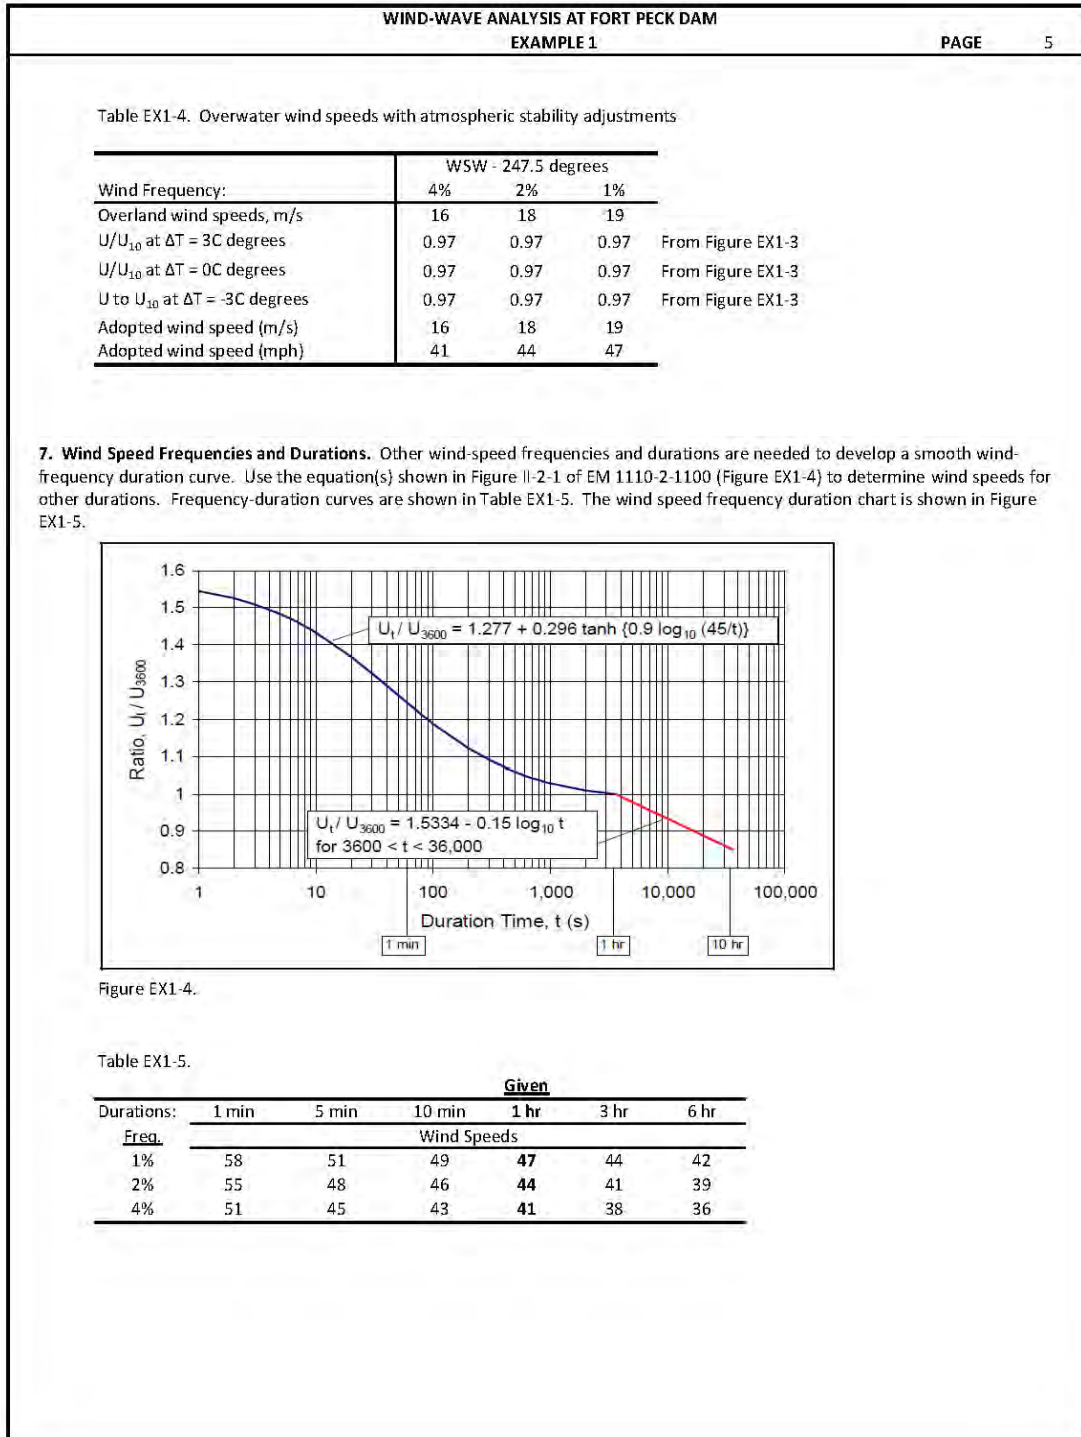 WIND-WAVE ANALYSIS AT FORT PECK DAM
EXAMPLE 1 PAGE 5
Table EX1-4. Overwater wind speeds with atmospheric stability adjustments
WSW - 247.5 degrees
Wind Frequency: 4% 2% 1%
Overland wind speeds, m/s 16 18 19
U/U10 at ΔT = 3C degrees 0.97 0.97 0.97 From Figure EX1-3
U/U10 at ΔT = 0C degrees 0.97 0.97 0.97 From Figure EX1-3
U to U10 at ΔT = -3C degrees 0.97 0.97 0.97 From Figure EX1-3
Adopted wind speed (m/s) 16 18 19
Adopted wind speed (mph) 41 44 47
7. Wind Speed Frequencies and Durations. Other wind-speed frequencies and durations are needed to develop a smooth wind-
frequency duration curve. Use the equation(s) shown in Figure II-2-1 of EM 1110-2-1100 (Figure EX1-4) to determine wind speeds for
other durations. Frequency-duration curves are shown in Table EX1-5. The wind speed frequency duration chart is shown in Figure
EX1-5.
1.6
1.5
1.4
1.3
1.2
1.1
1
0.9
0.8
Ratio, Ut / U3600
Ut / U3600 = 1.277 + 0.296 tanh {0.9 log10 (45/t)}
Ut / U3600 = 1.5334 - 0.15 log10 t
for 3600 < t < 36,000
1 10 100 1,000 10,000 100,000
Duration Time, t (s)
1 min 1 hr 10 hr
Figure EX1-4.
Table EX1-5.
Given
Durations: 1 min 5 min 10 min 1 hr 3 hr 6 hr
Freq. Wind Speeds
1% 58 51 49 47 44 42
2% 55 48 46 44 41 39
4% 51 45 43 41 38 36